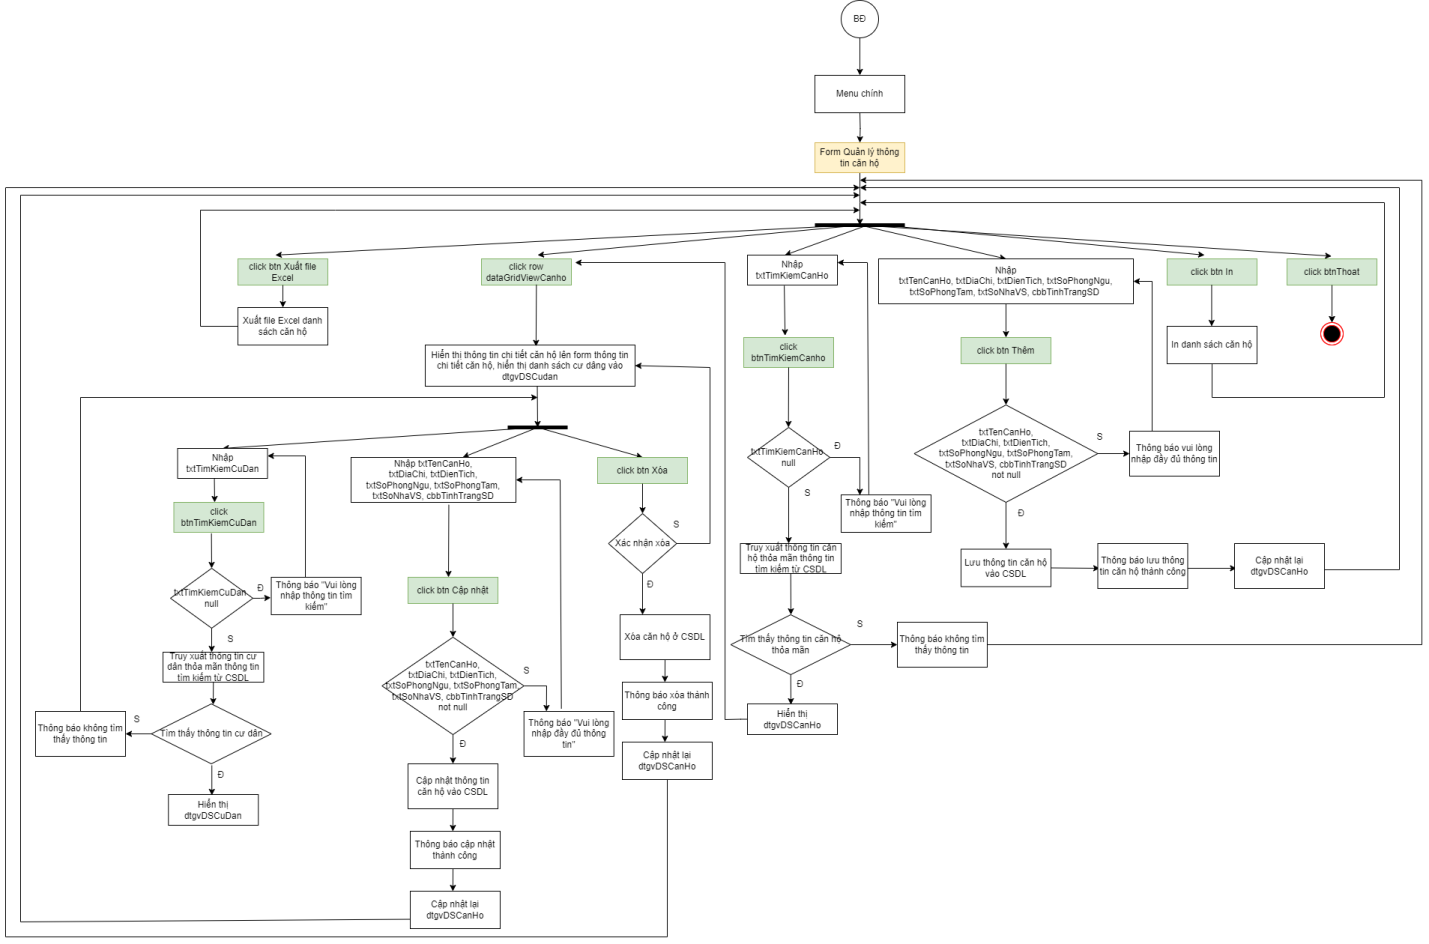 BĐ
Menu chính
Form Quản lý thông
tin căn hộ
click btn Xuất file
Excel
Xuất file Excel danh
sách căn hộ
click row
dataGridViewCanho
Hiển thị thông tin chi tiết căn hộ lên form thông tin
chi tiết căn hộ, hiển thị danh sách cư dâng vào
dtgvDSCudan
Nhập
txtTimKiemCanHo
click
btnTimKiemCanho
txtTimKiemCanHo
null
Đ
S
Thông báo "Vui lòng
nhập thông tin tìm
kiếm"
Truy xuất thông tin căn
hộ thỏa mãn thông tin
tìm kiếm từ CSDL
Tìm thấy thông tin căn hộ
thỏa mãn
S
Đ
Thông báo không tìm
thấy thông tin
Hiển thị
dtgvDSCanHo
Nhập
txtTenCanHo, txtDiaChi, txtDienTich, txtSoPhongNgu,
txtSoPhongTam, txtSoNhaVS, cbbTinhTrangSD
click btn Thêm
txtTenCanHo,
txtDiaChi, txtDienTich,
txtSoPhongNgu, txtSoPhongTam,
txtSoNhaVS, cbbTinhTrangSD
not null
S
Đ
Thông báo vui lòng
nhập đầy đủ thông tin
Lưu thông tin căn hộ
vào CSDL
Thông báo lưu thông
tin căn hộ thành công
Cập nhật lại
dtgvDSCanHo
click btn In
In danh sách căn hộ
click btnThoat
Nhập
txtTimKiemCuDan
click
btnTimKiemCuDan
txtTimKiemCuDan
null
Đ
S
Thông báo "Vui lòng
nhập thông tin tìm
kiếm"
Truy xuất thông tin cư
dân thỏa mãn thông tin
tìm kiếm từ CSDL
Tìm thấy thông tin cư dân
S
Đ
Thông báo không tìm
thấy thông tin
Hiển thị
dtgvDSCuDan
Nhập txtTenCanHo,
txtDiaChi, txtDienTich,
txtSoPhongNgu, txtSoPhongTam,
txtSoNhaVS, cbbTinhTrangSD
click btn Cập nhật
txtTenCanHo,
txtDiaChi, txtDienTich,
txtSoPhongNgu, txtSoPhongTam,
txtSoNhaVS, cbbTinhTrangSD
not null
S
Đ
Thông báo "Vui lòng
nhập đầy đủ thông
tin"
Cập nhật thông tin
căn hộ vào CSDL
Thông báo cập nhật
thành công
Cập nhật lại
dtgvDSCanHo
click btn Xóa
Xác nhận xóa
S
Đ
Xóa căn hộ ở CSDL
Thông báo xóa thành
công
Cập nhật lại
dtgvDSCanHo